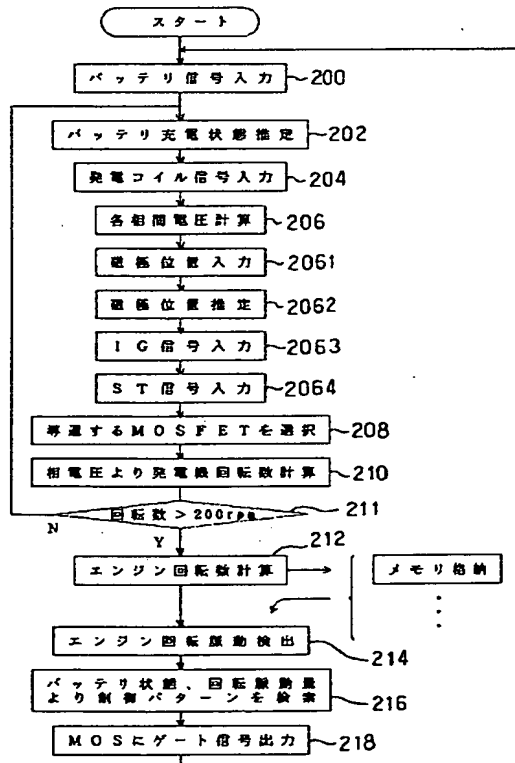 スタート
バッテリ信号入力
200
バッテリ充電状態推定
202
発電コイル信号入力
204
各相間電圧計算
206
磁極位置入力
2061
磁極位置推定
2062
IG信号入力
2063
ST信号入力
2064
導通するMOSFETを選択
208
相電圧より発電機回転数計算
210
回転数>200rpm
211
N
Y
212
エンジン回転数計算
メモリ格納
エンジン回転脈動検出
214
バッテリ状態、回転脈動量
より制御パターンを検索
216
MOSにゲート信号出力
218